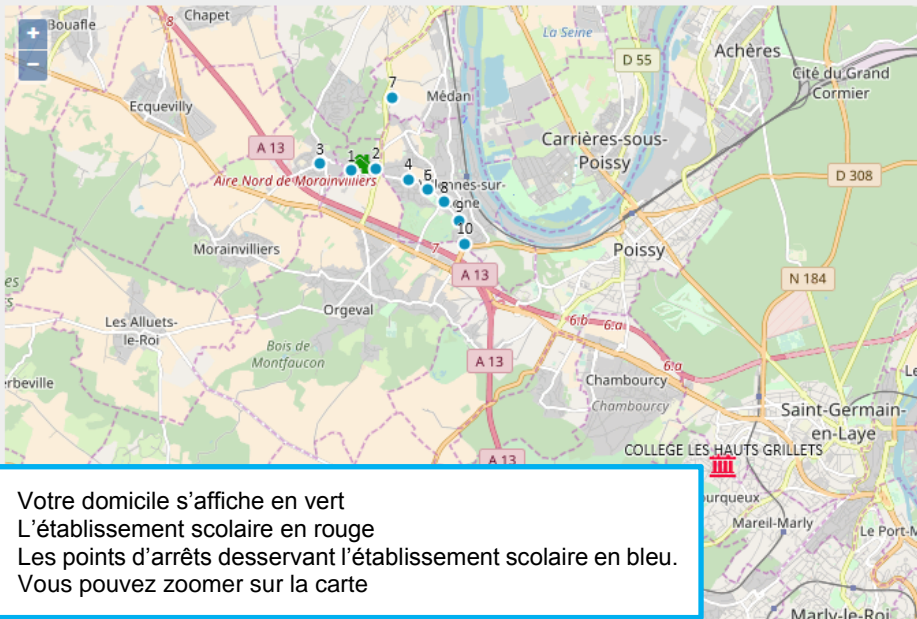 Bouafle
Chapet
La Seine
Achères
D 55
Cité du Grand
Cormier
8
7
Médan
Ecquevilly
Carrières-sous-
Poissy
A 13
3
1
2
4
D 308
Aire Nord de Morainvilliers
6
nnes-sur-
8
9
10
Morainvilliers
7
Poissy
A 13
N 184
Orgeval
Les Alluets-
le-Roi
6.b
6.a
Bois de
Montfaucon
A 13
6.a
erbeville
Chambourcy
Chambourcy
Saint-Germain-
en-Laye
COLLEGE LES HAUTS GRILLETS
A 13
ourqueux
Mareil-Marly
Le Port-M
Marly-le-Roi
Votre domicile s’affiche en vert
L’établissement scolaire en rouge
Les points d’arrêts desservant l’établissement scolaire en bleu.
Vous pouvez zoomer sur la carte